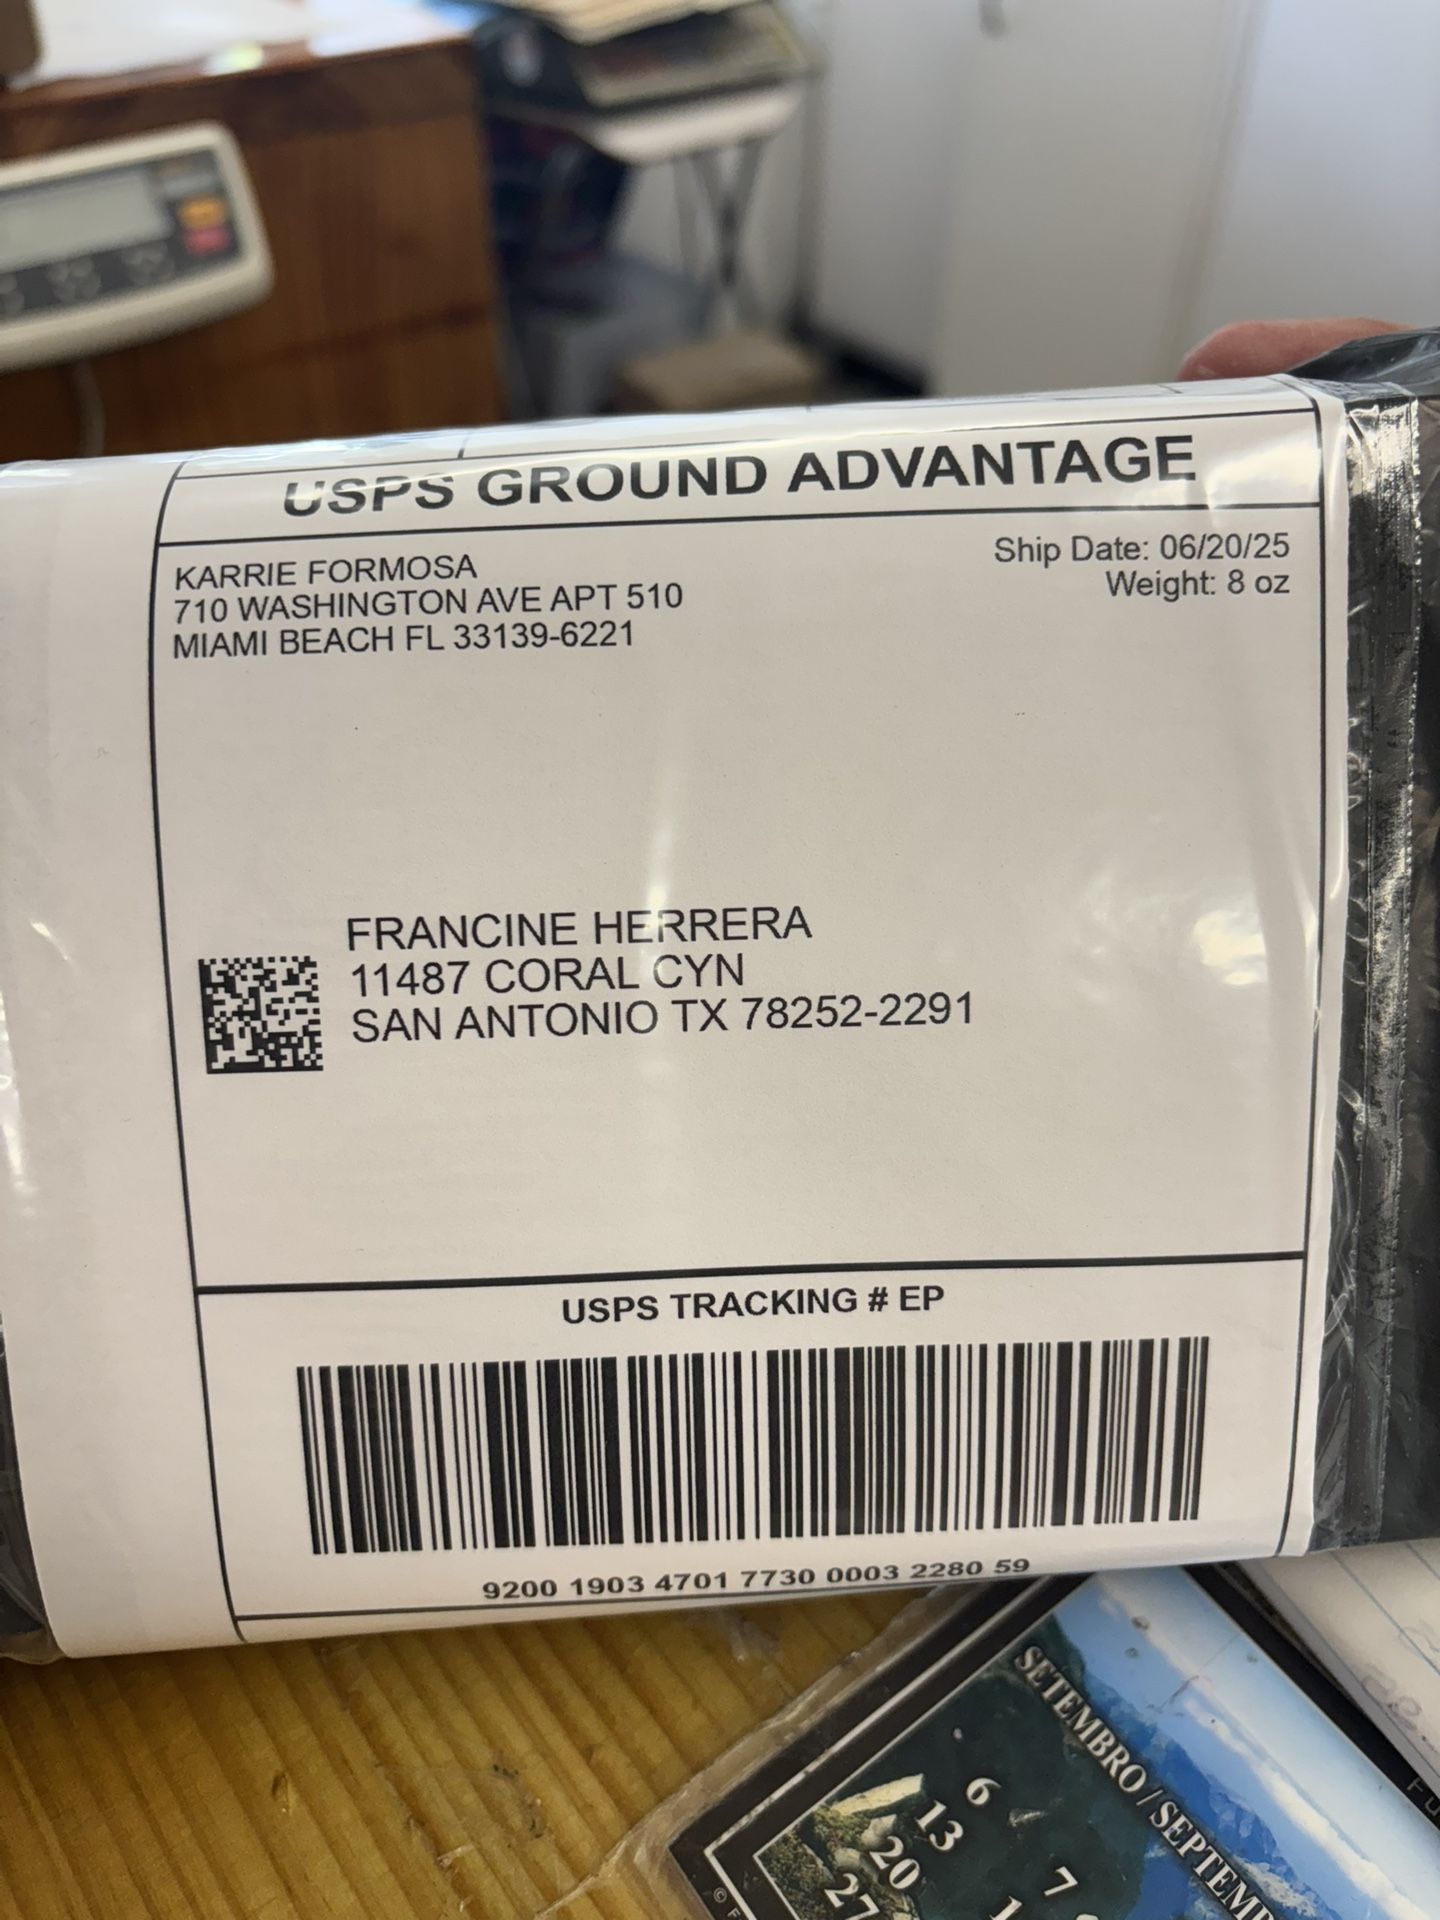 USPS GROUND ADVANTAGE
KARRIE FORMOSA
710 WASHINGTON AVE APT 510
MIAMI BEACH FL 33139-6221
Ship Date: 06/20/25
Weight: 8 oz
FRANCINE HERRERA
11487 CORAL CYN
SAN ANTONIO TX 78252-2291
USPS TRACKING # EP
9200 1903 4701 7730 0003 2280 59
SETEMBRO / SEPTEMB
6
13
20
27
7